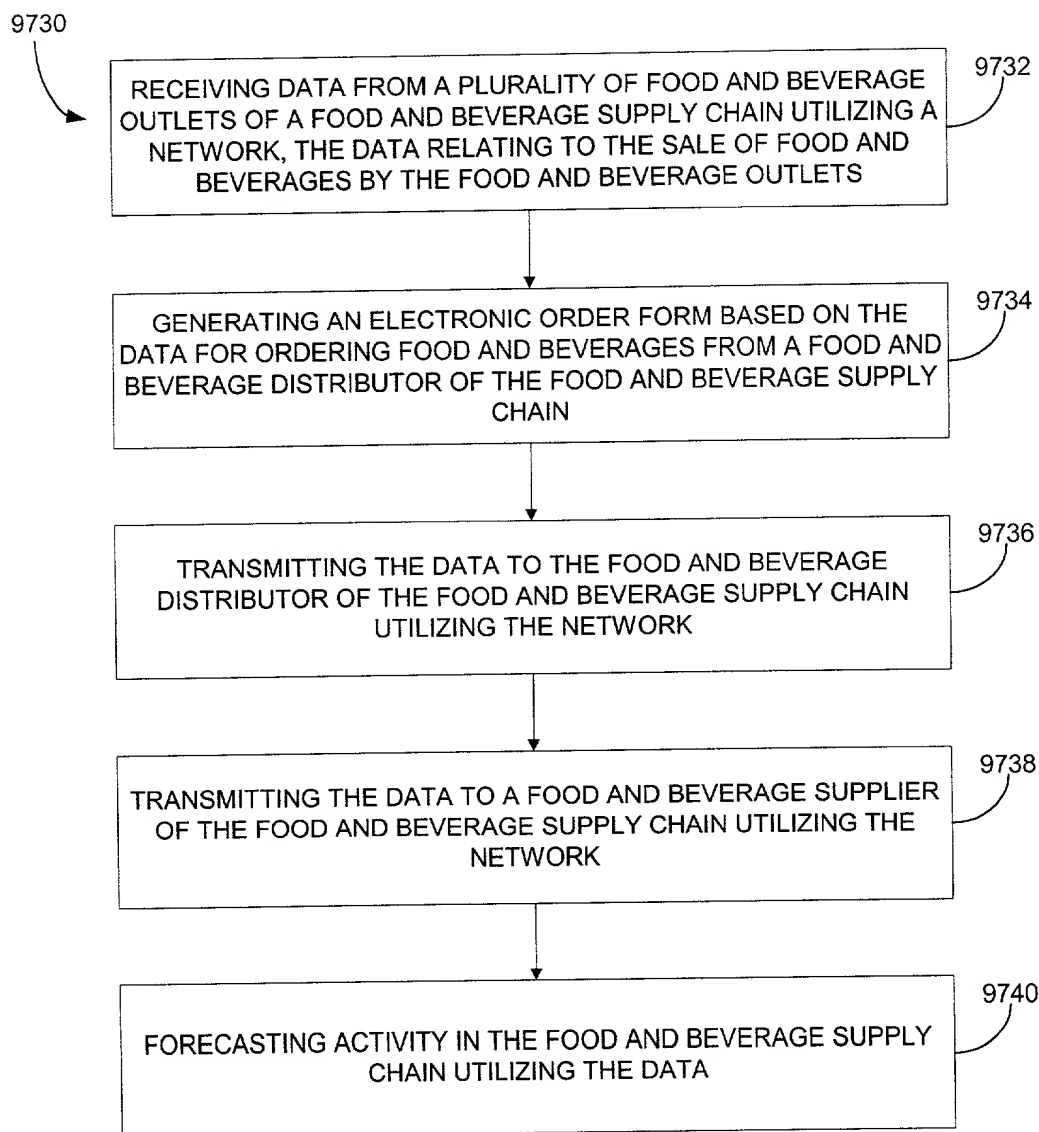 9730
9732
RECEIVING DATA FROM A PLURALITY OF FOOD AND BEVERAGE
OUTLETS OF A FOOD AND BEVERAGE SUPPLY CHAIN UTILIZING A
NETWORK, THE DATA RELATING TO THE SALE OF FOOD AND
BEVERAGES BY THE FOOD AND BEVERAGE OUTLETS
9734
GENERATING AN ELECTRONIC ORDER FORM BASED ON THE
DATA FOR ORDERING FOOD AND BEVERAGES FROM A FOOD AND
BEVERAGE DISTRIBUTOR OF THE FOOD AND BEVERAGE SUPPLY
CHAIN
9736
TRANSMITTING THE DATA TO THE FOOD AND BEVERAGE
DISTRIBUTOR OF THE FOOD AND BEVERAGE SUPPLY CHAIN
UTILIZING THE NETWORK
9738
TRANSMITTING THE DATA TO A FOOD AND BEVERAGE SUPPLIER
OF THE FOOD AND BEVERAGE SUPPLY CHAIN UTILIZING THE
NETWORK
9740
FORECASTING ACTIVITY IN THE FOOD AND BEVERAGE SUPPLY
CHAIN UTILIZING THE DATA